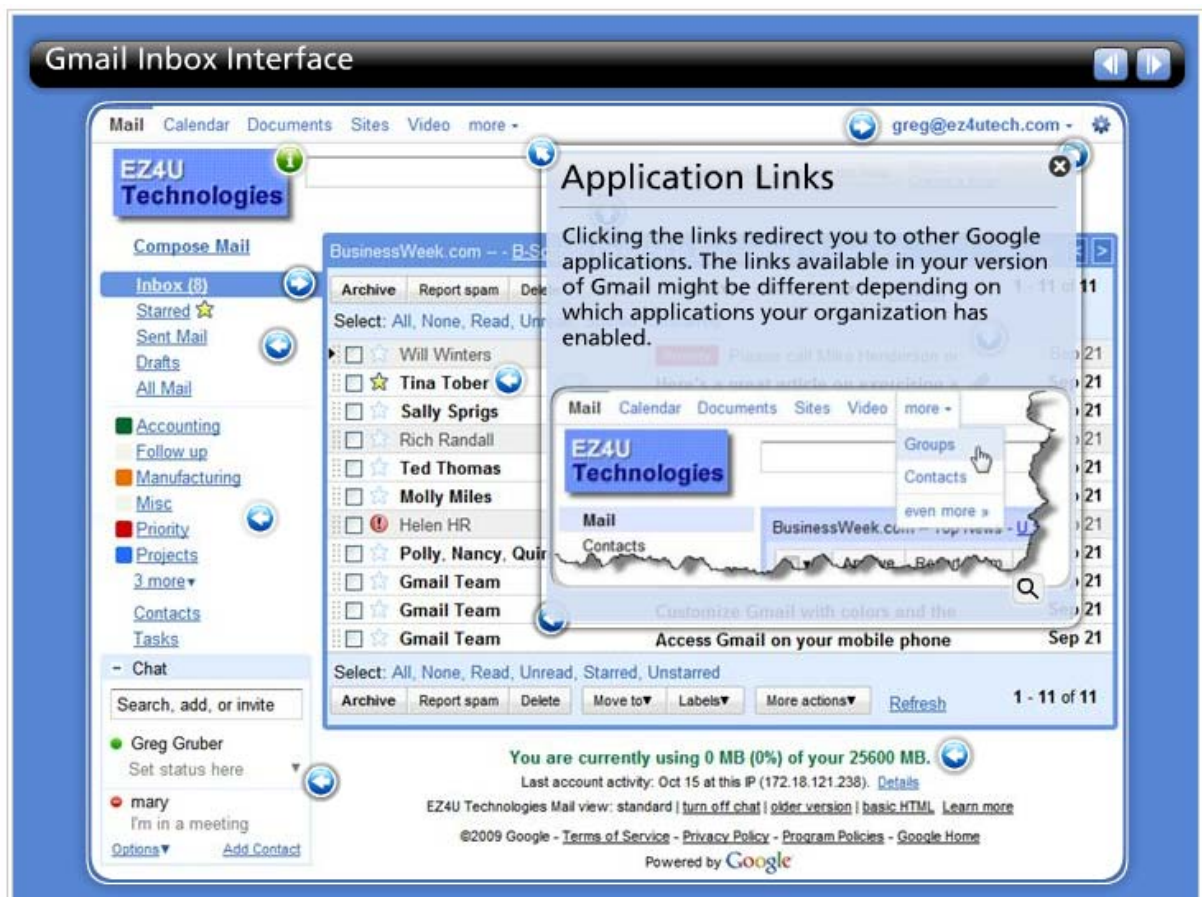 Gmail Inbox Interface
Mail Calendar Documents Sites Video more
greg@ez4utech.com
EZ4U
Technologies
Compose Mail
Inbox (8)
Starred
Sent Mail
Drafts
All Mail
Accounting
Follow up
Manufacturing
Misc
Priority
Projects
3 more
Contacts
Tasks
– Chat
Search, add, or invite
Greg Gruber
Set status here
mary
I'm in a meeting
Options Add Contact
BusinessWeek.com -- -
Archive Report spam
11
Select: All, None, Read,
Will Winters Sep 21
Tina Tober Sep 21
Sally Sprigs 21
Rich Randall 21
Ted Thomas 21
Molly Miles 21
Helen HR 21
Polly, Nancy, 21
Gmail Team 21
Gmail Team Customize Gmail with colors and the Sep 21
Gmail Team Access Gmail on your mobile phone Sep 21
Select: All, None, Read, Unread, Starred, Unstarred
Archive Report spam Delete Move to Labels More actions Refresh 1 - 11 of 11
Application Links
Clicking the links redirect you to other Google
applications. The links available in your version
of Gmail might be different depending on
which applications your organization has
enabled.
Mail Calendar Documents Sites Video more
EZ4U
Technologies
Groups
Contacts
even more »
Mail
Contacts
BusinessWeek.com -- Top News -
You are currently using 0 MB (0%) of your 25600 MB.
Last account activity: Oct 15 at this IP (172.18.121.238). Details
EZ4U Technologies Mail view: standard | turn off chat | older version | basic HTML Learn more
©2009 Google - Terms of Service - Privacy Policy - Program Policies - Google Home
Powered by Google